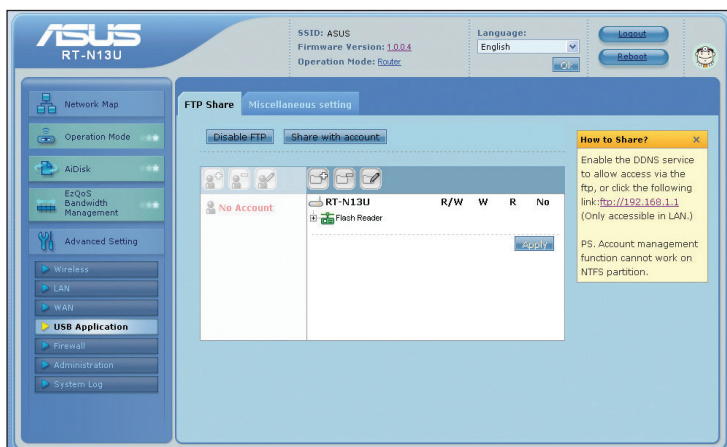 ASUS
RT-N13U
SSID: ASUS
Firmware Version: 1.0.0.4
Operation Mode: Router
Language:
English
Logout
Reboot
Network Map
Operation Mode
AiDisk
EzQoS
Bandwidth
Management
Advanced Setting
Wireless
LAN
WAN
USB Application
Firewall
Administration
System Log
FTP Share
Miscellaneous setting
Disable FTP
Share with account
No Account
RT-N13U R/W W R No
Flash Reader
Apply
How to Share? X
Enable the DDNS service
to allow access via the
ftp, or click the following
link:ftp://192.168.1.1
(Only accessible in LAN.)
PS. Account management
function cannot work on
NTFS partition.